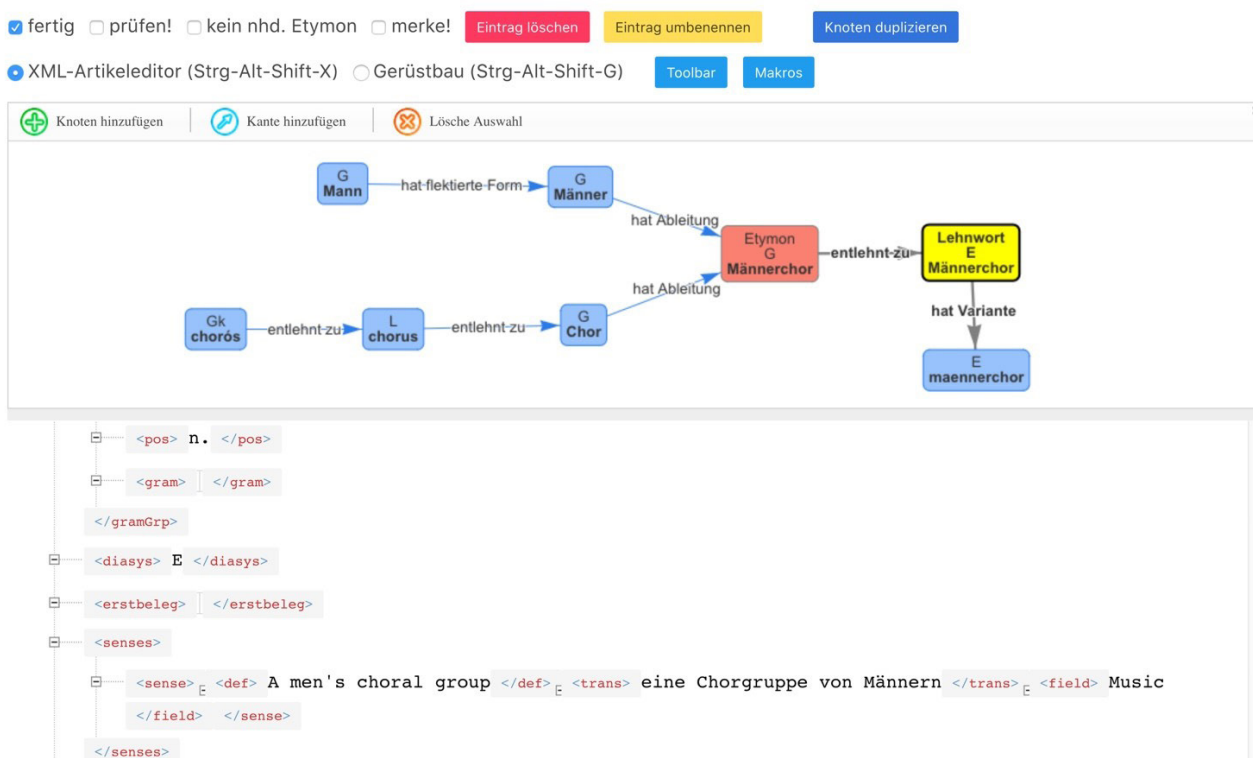 fertig prüfen! kein nhd. Etymon merke! Eintrag löschen Eintrag umbenennen Knoten duplizieren
XML-Artikeleditor (Strg-Alt-Shift-X) Gerüstbau (Strg-Alt-Shift-G) Toolbar Makros
Knoten hinzufügen Kante hinzufügen Lösche Auswahl
G
Mann
hat flektierte Form
G
Männer
hat Ableitung
Etymon
G
Männerchor
entlehnt zu
Lehnwort
E
Männerchor
hat Ableitung
Gk
chorós
entlehnt zu
L
chorus
entlehnt zu
G
Chor
hat Variante
E
maennerchor
<pos> n. </pos>
<gram> </gram>
</gramGrp>
<diasys> E </diasys>
<erstbeleg> </erstbeleg>
<senses>
<sense> <def> A men's choral group </def> <trans> eine Chorgruppe von Männern </trans> <field> Music
</field> </sense>
</senses>